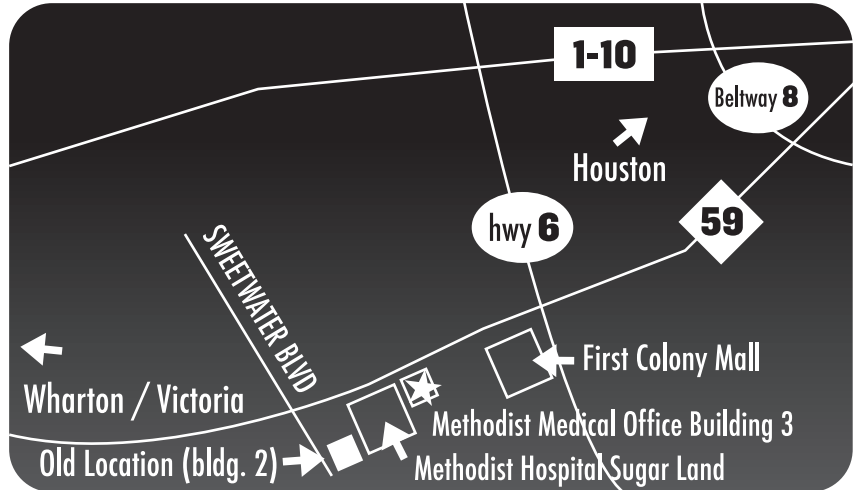 1-10
Beltway 8
Houston
hwy 6
59
SWEETWATER BLVD
First Colony Mall
Wharton / Victoria
Methodist Medical Office Building 3
Old Location (bldg. 2)
Methodist Hospital Sugar Land